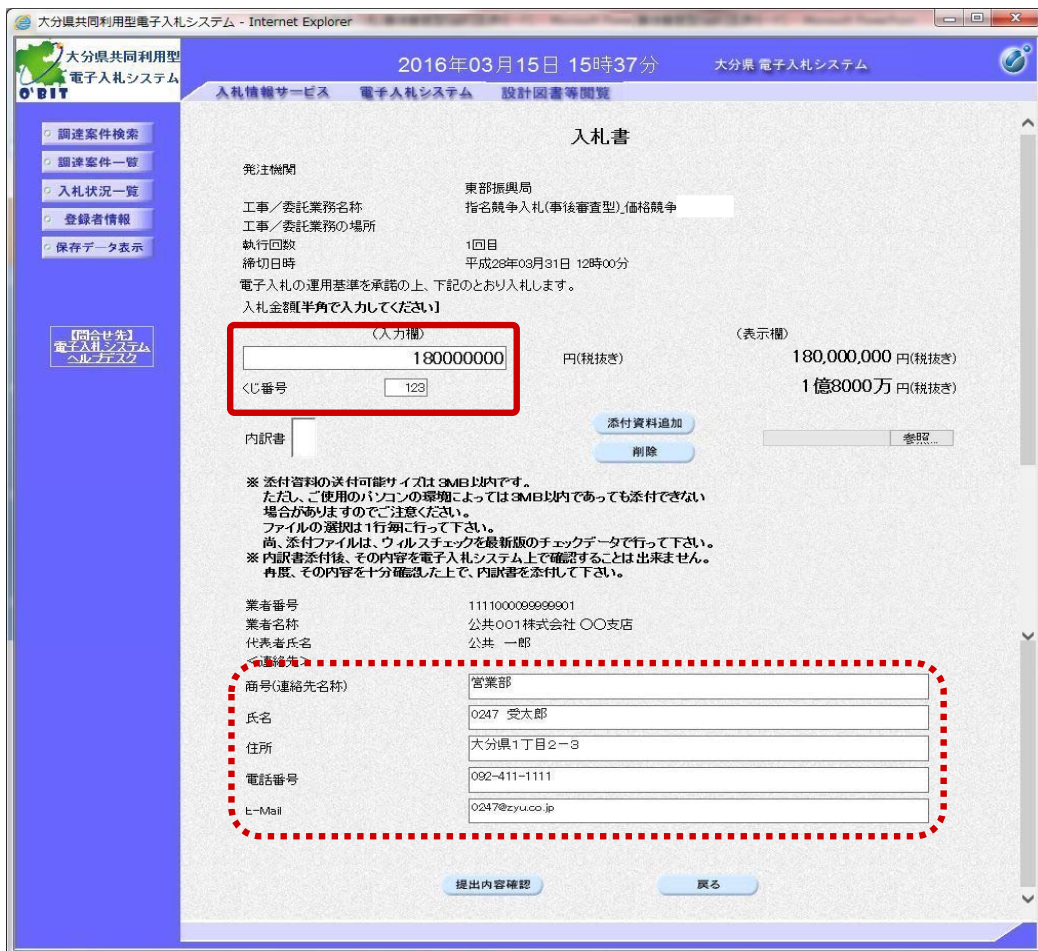 大分県共同利用型電子入札システム - Internet Explorer
大分県共同利用型
電子入札システム
O'BIT
2016年03月15日 15時37分
大分県 電子入札システム
入札情報サービス 電子入札システム 設計図書等閲覧
調達案件検索
調達案件一覧
入札状況一覧
登録者情報
保存データ表示
【問合せ先】
電子入札システム
ヘルプデスク
入札書
発注機関
東部振興局
工事／委託業務名称 指名競争入札(事後審査型)_価格競争
工事／委託業務の場所
執行回数 1回目
締切日時 平成28年03月31日 12時00分
電子入札の運用基準を承諾の上、下記のとおり入札します。
入札金額[半角で入力してください]
(入力欄) (表示欄)
180000000 円(税抜き) 180,000,000 円(税抜き)
くじ番号 123 1億8000万 円(税抜き)
内訳書 添付資料追加 参照...
削除
※ 添付資料の送付可能サイズは3MB以内です。
ただし、ご使用のパソコンの環境によっては3MB以内であっても添付できない
場合がありますのでご注意ください。
ファイルの選択は1行毎に行って下さい。
尚、添付ファイルは、ウィルスチェックを最新版のチェックデータで行って下さい。
※ 内訳書添付後、その内容を電子入札システム上で確認することは出来ません。
再度、その内容を十分確認した上で、内訳書を添付して下さい。
業者番号 1111000099999901
業者名称 公共001株式会社 〇〇支店
代表者氏名 公共 一郎
<連絡先>
商号(連絡先名称) 営業部
氏名 0247 受太郎
住所 大分県1丁目2－3
電話番号 092-411-1111
E-Mail 0247@zyu.co.jp
提出内容確認 戻る